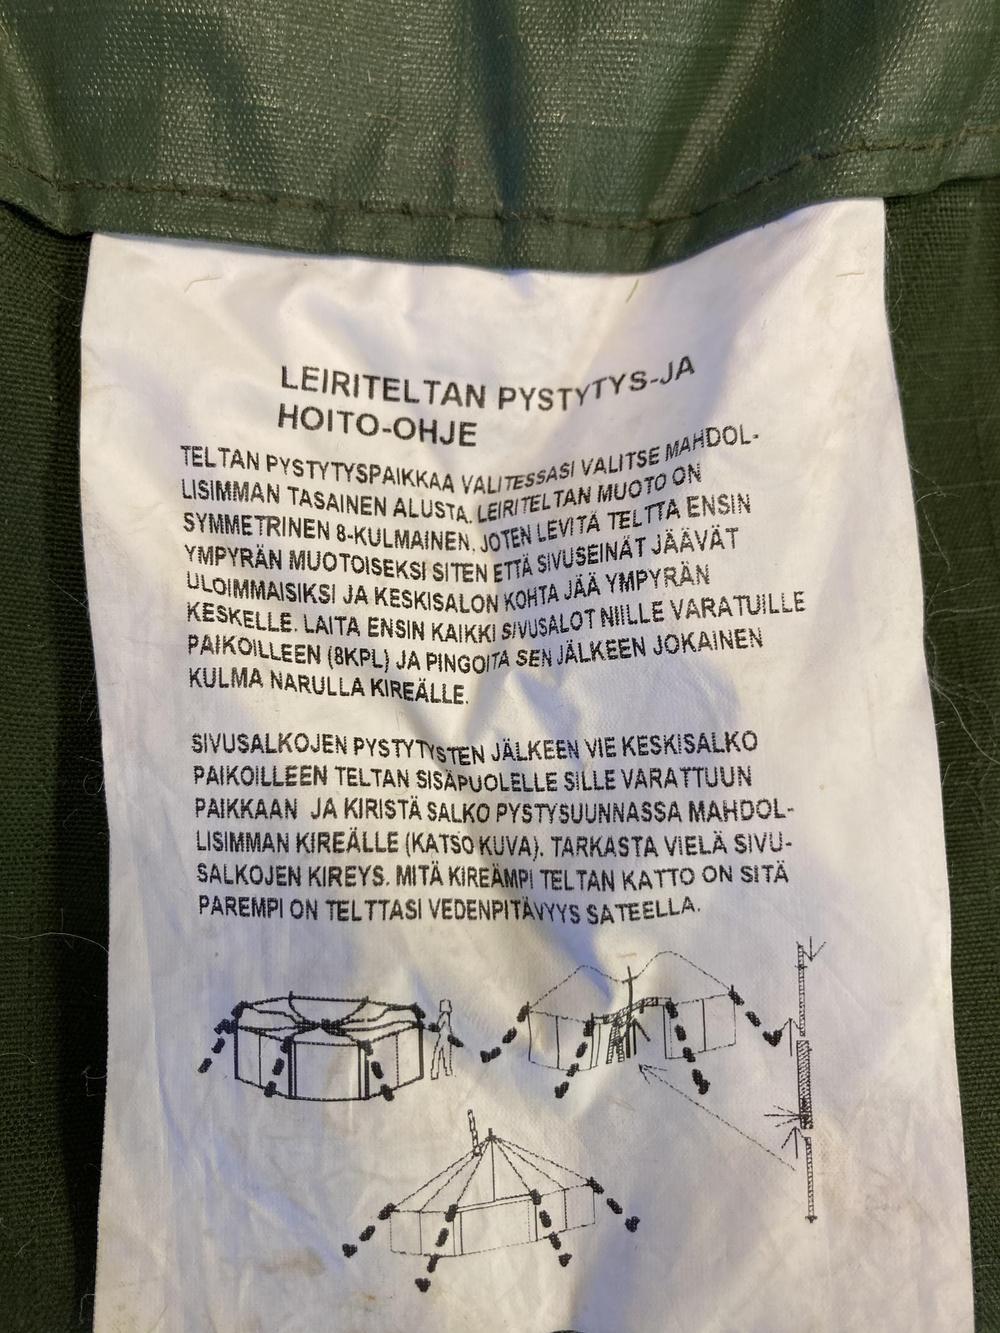 LEIRITELTAN PYSTYTYS-JA
HOITO-OHJE
TELTAN PYSTYTYSPAIKKAA VALITESSASI VALITSE MAHDOL-
LISIMMAN TASAINEN ALUSTA. LEIRITELTAN MUOTO ON
SYMMETRINEN 8-KULMAINEN, JOTEN LEVITÄ TELTTA ENSIN
YMPYRÄN MUOTOISEKSI SITEN ETTÄ SIVUSEINÄT JÄÄVÄT
ULOIMMAISIKSI JA KESKISALON KOHTA JÄÄ YMPYRÄN
KESKELLE. LAITA ENSIN KAIKKI SIVUSALOT NIILLE VARATUILLE
PAIKOILLEEN (8KPL) JA PINGOITA SEN JÄLKEEN JOKAINEN
KULMA NARULLA KIREÄLLE.
SIVUSALKOJEN PYSTYTYSTEN JÄLKEEN VIE KESKISALKO
PAIKOILLEEN TELTAN SISÄPUOLELLE SILLE VARATTUUN
PAIKKAAN JA KIRISTÄ SALKO PYSTYSUUNNASSA MAHDOL-
LISIMMAN KIREÄLLE (KATSO KUVA). TARKASTA VIELÄ SIVU-
SALKOJEN KIREYS. MITÄ KIREÄMPI TELTAN KATTO ON SITÄ
PAREMPI ON TELTTASI VEDENPITÄVYYS SATEELLA.